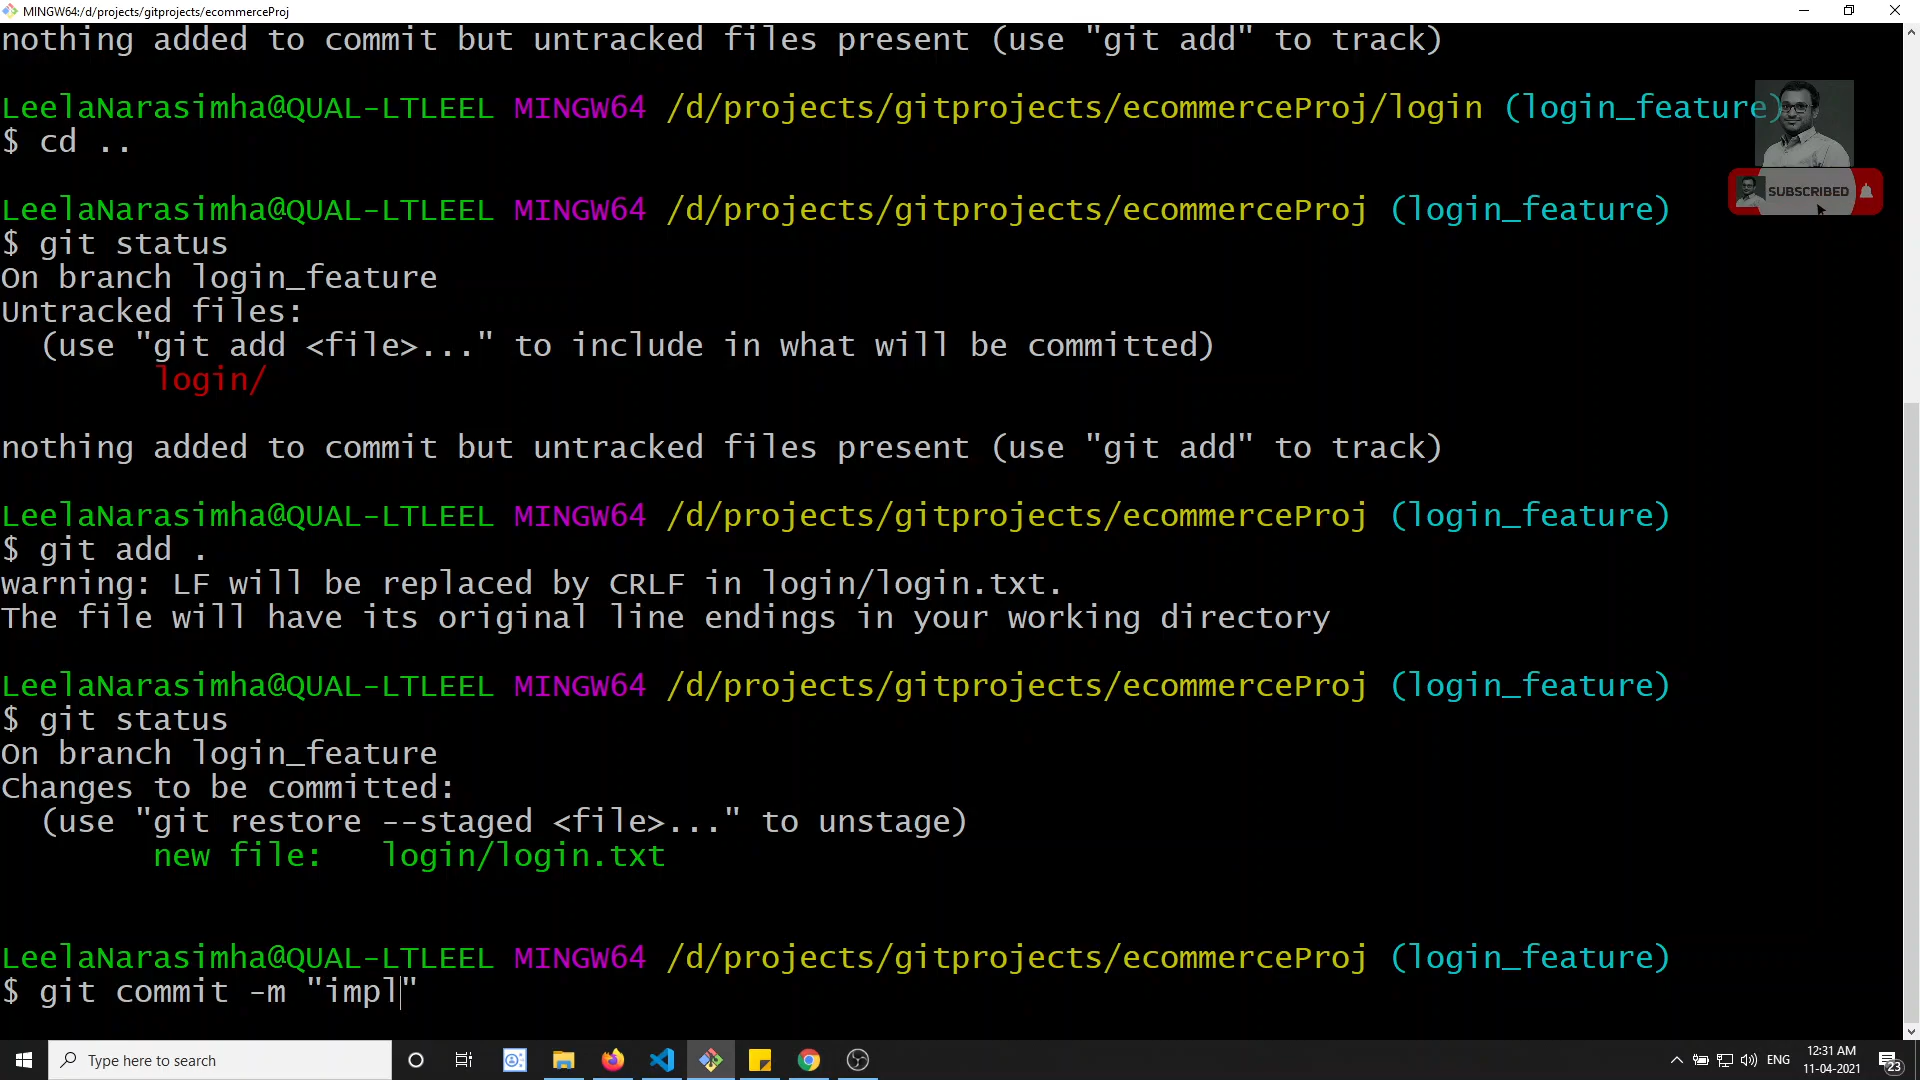 MINGW64:/d/projects/gitprojects/ecommerceProj
nothing added to commit but untracked files present (use "git add" to track)
LeelaNarasimha@QUAL-LTLEEL MINGW64 /d/projects/gitprojects/ecommerceProj/login (login_feature)
$ cd ..
SUBSCRIBED
LeelaNarasimha@QUAL-LTLEEL MINGW64 /d/projects/gitprojects/ecommerceProj (login_feature)
$ git status
On branch login_feature
Untracked files:
  (use "git add <file>..." to include in what will be committed)
        login/
nothing added to commit but untracked files present (use "git add" to track)
LeelaNarasimha@QUAL-LTLEEL MINGW64 /d/projects/gitprojects/ecommerceProj (login_feature)
$ git add .
warning: LF will be replaced by CRLF in login/login.txt.
The file will have its original line endings in your working directory
LeelaNarasimha@QUAL-LTLEEL MINGW64 /d/projects/gitprojects/ecommerceProj (login_feature)
$ git status
On branch login_feature
Changes to be committed:
  (use "git restore --staged <file>..." to unstage)
        new file:   login/login.txt
LeelaNarasimha@QUAL-LTLEEL MINGW64 /d/projects/gitprojects/ecommerceProj (login_feature)
$ git commit -m "impl"
Type here to search
ENG
12:31 AM
11-04-2021
23